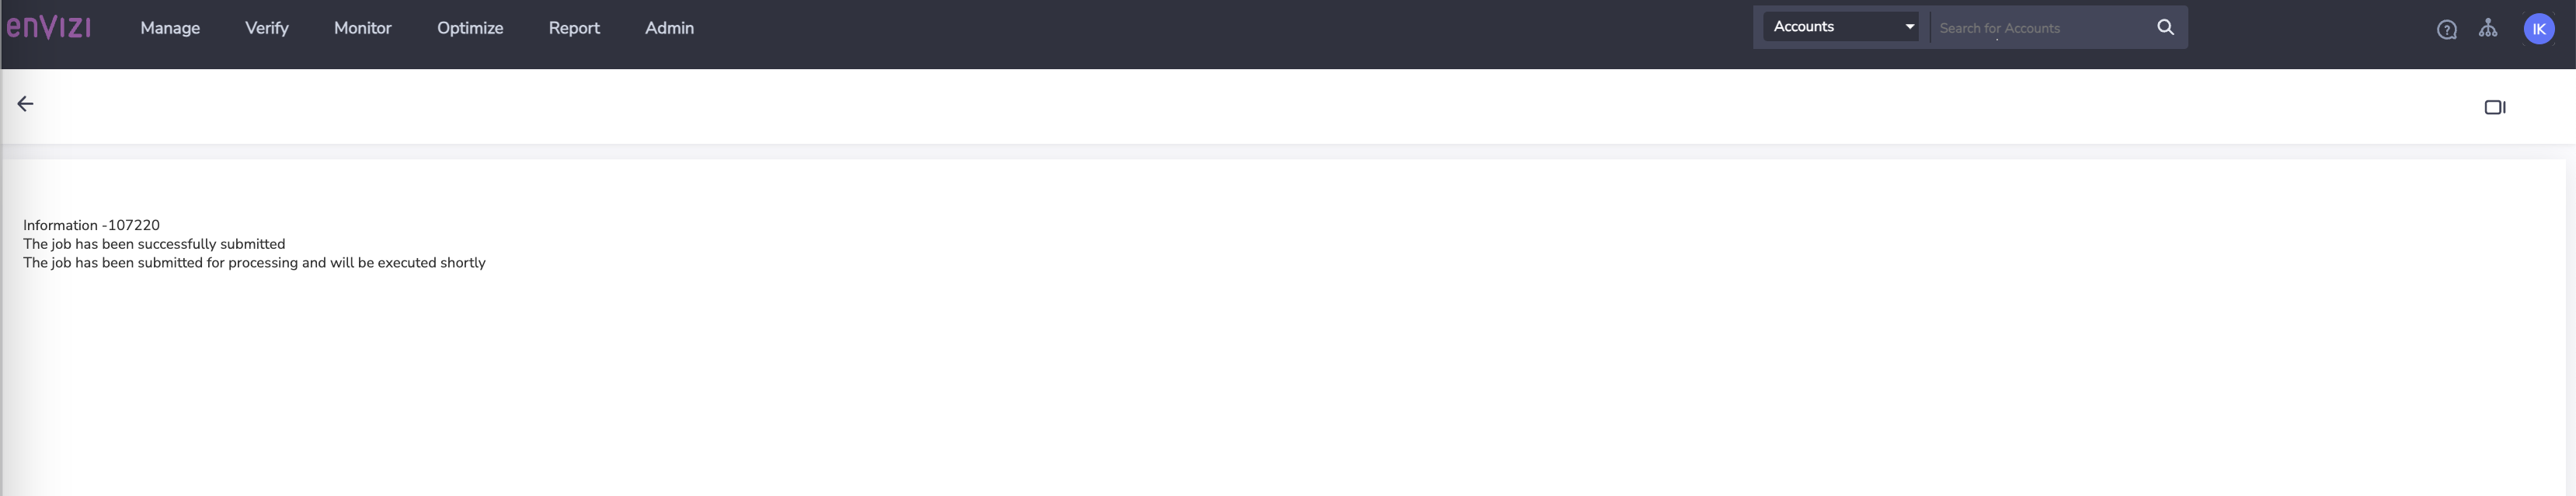 enVIZI
Manage Verify Monitor Optimize Report Admin
Accounts Search for Accounts
IK
Information -107220
The job has been successfully submitted
The job has been submitted for processing and will be executed shortly